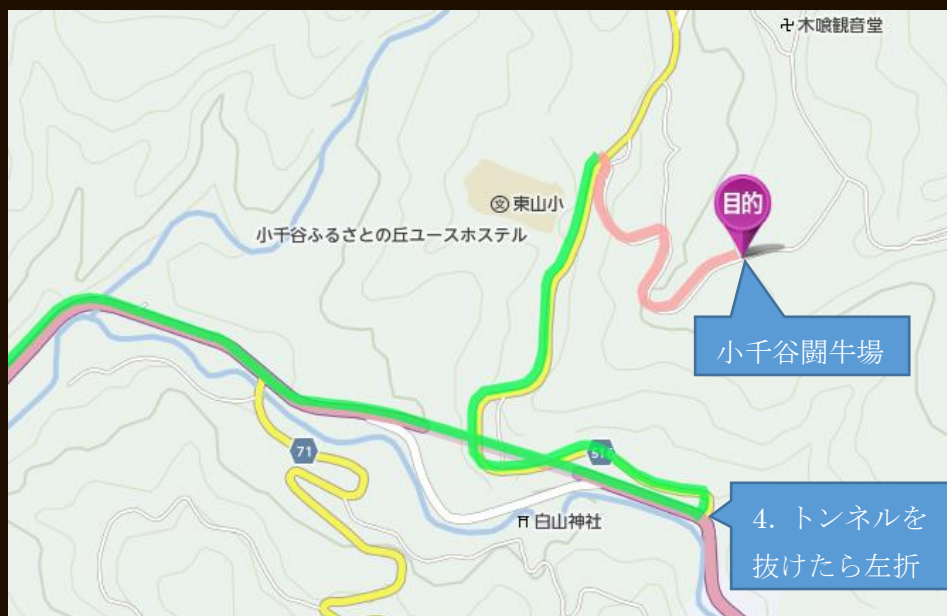 卍木喰観音堂
文 東山小
目的
小千谷ふるさとの丘ユースホステル
小千谷闘牛場
71
白山神社
4. トンネルを
抜けたら左折